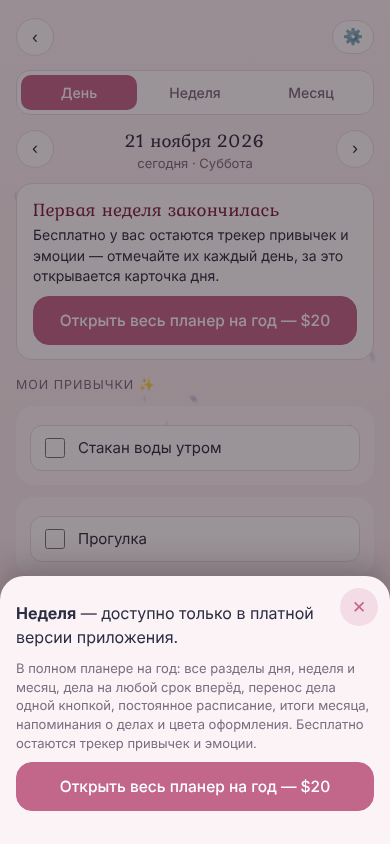 День
Неделя
Месяц
21 ноября 2026
сегодня · Суббота
Первая неделя закончилась
Бесплатно у вас остаются трекер привычек и
эмоции — отмечайте их каждый день, за это
открывается карточка дня.
Открыть весь планер на год — $20
МОИ ПРИВЫЧКИ ✨
Стакан воды утром
Прогулка
Неделя — доступно только в платной
версии приложения.
В полном планере на год: все разделы дня, неделя и
месяц, дела на любой срок вперёд, перенос дела
одной кнопкой, постоянное расписание, итоги месяца,
напоминания о делах и цвета оформления. Бесплатно
остаются трекер привычек и эмоции.
Открыть весь планер на год — $20